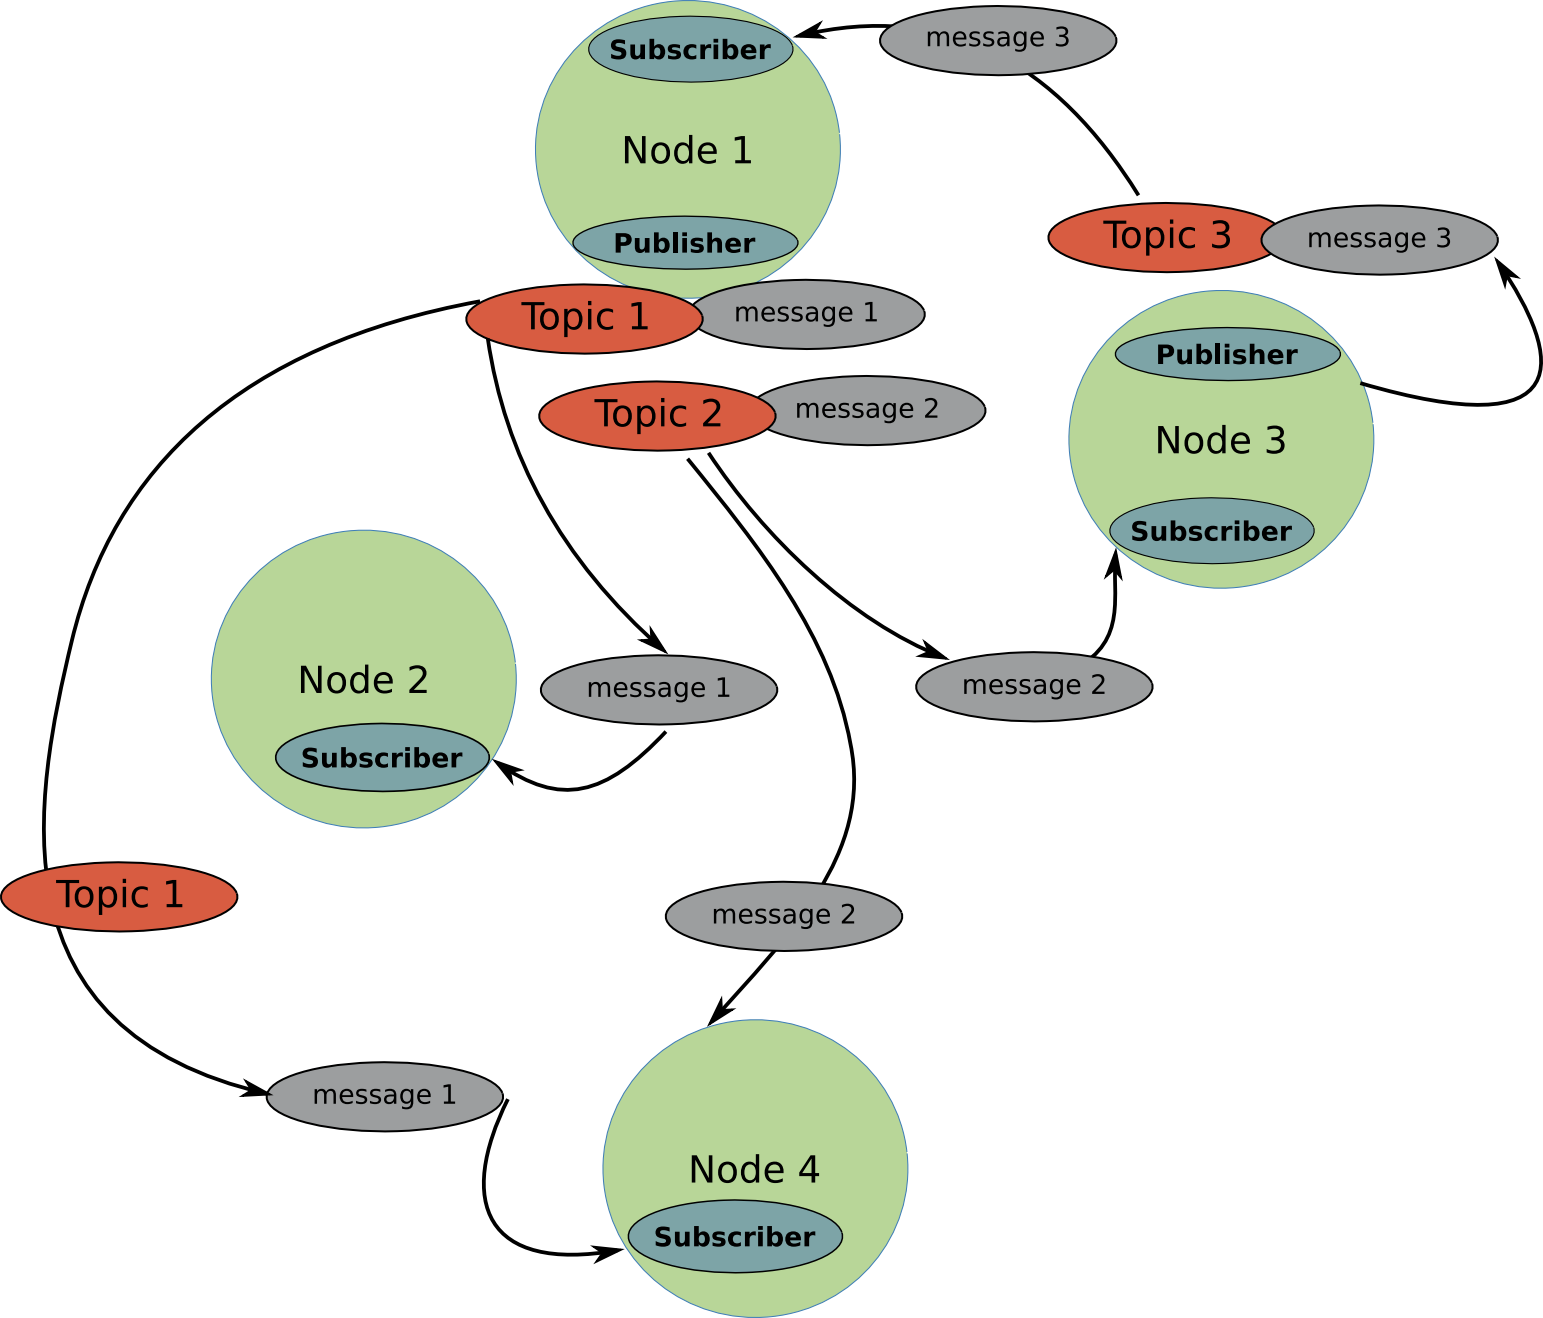 Subscriber
message 3
Node 1
Publisher
Topic 3
message 3
Topic 1
message 1
Publisher
Topic 2
message 2
Node 3
Subscriber
Node 2
message 1
message 2
Subscriber
Topic 1
message 2
message 1
Node 4
Subscriber